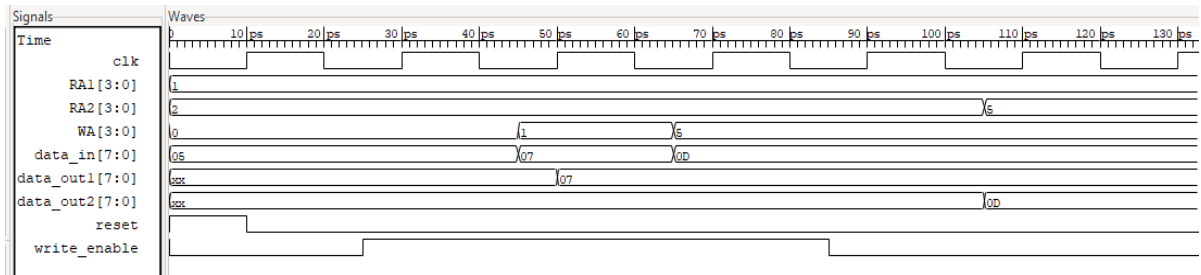 Signals Waves
Time 0 10 ps 20 ps 30 ps 40 ps 50 ps 60 ps 70 ps 80 ps 90 ps 100 ps 110 ps 120 ps 130 ps
clk
RA1[3:0] 1
RA2[3:0] 2 5
WA[3:0] 0 1 5
data_in[7:0] 05 07 0D
data_out1[7:0] xx 07
data_out2[7:0] xx 0D
reset
write_enable